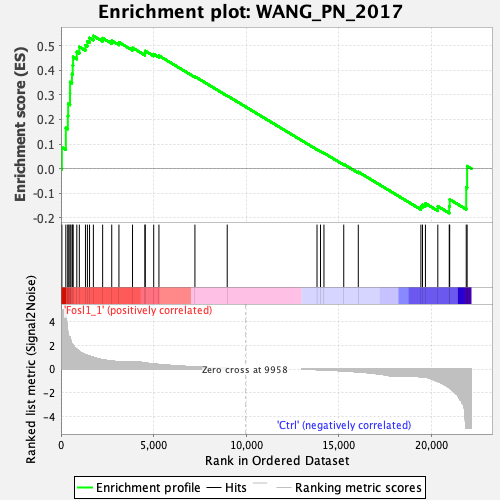 Enrichment plot: WANG_PN_2017
Enrichment score (ES)
0.5
0.4
0.3
0.2
0.1
0.0
-0.1
-0.2
'Fosl1_1' (positively correlated)
Ranked list metric (Signal2Noise)
4
2
0
-2
-4
Zero cross at 9958
'Ctrl' (negatively correlated)
0 5,000 10,000 15,000 20,000
Rank in Ordered Dataset
Enrichment profile Hits Ranking metric scores